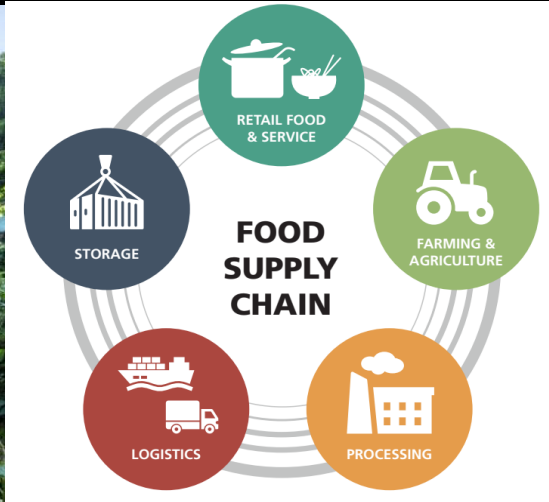 RETAIL FOOD
& SERVICE
STORAGE
FARMING &
AGRICULTURE
FOOD
SUPPLY
CHAIN
LOGISTICS
PROCESSING